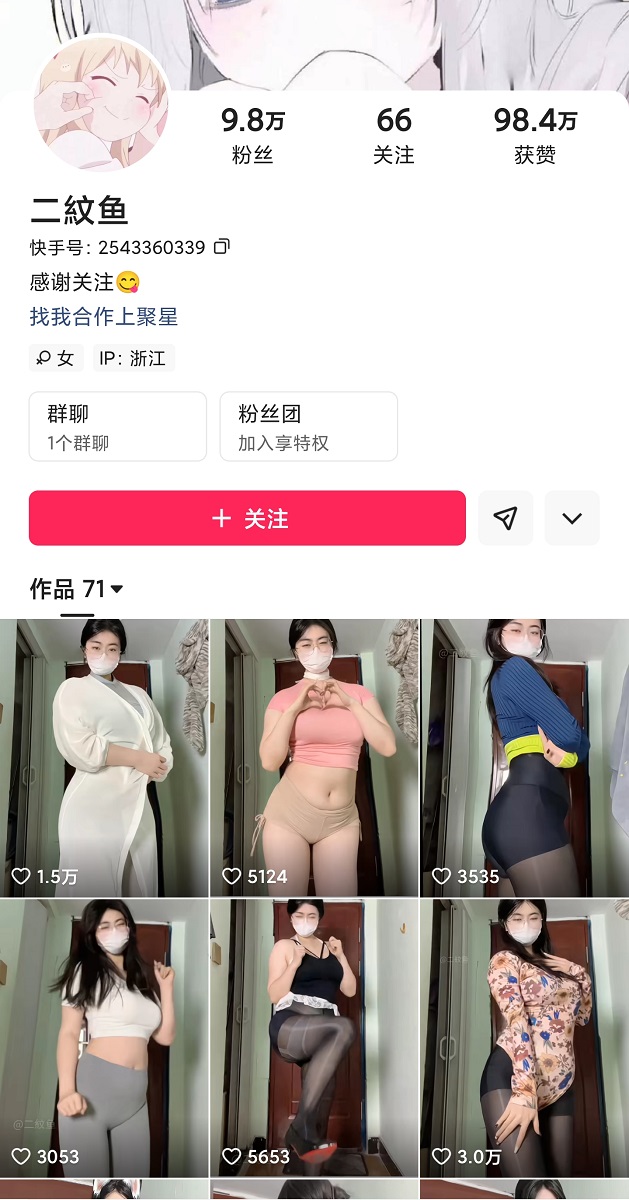 9.8万 66 98.4万
粉丝 关注 获赞
二紋鱼
快手号: 2543360339
感谢关注😋
找我合作上聚星
女 IP: 浙江
群聊 粉丝团
1个群聊 加入享特权
+ 关注
作品 71
1.5万 5124 3535
3053 5653 3.0万
@二紋鱼